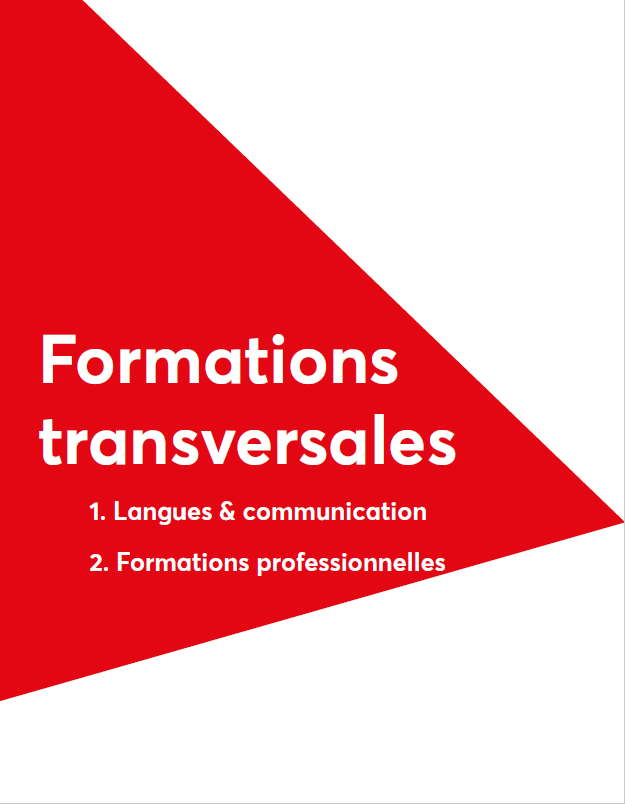 Formations
transversales
1. Langues & communication
2. Formations professionnelles